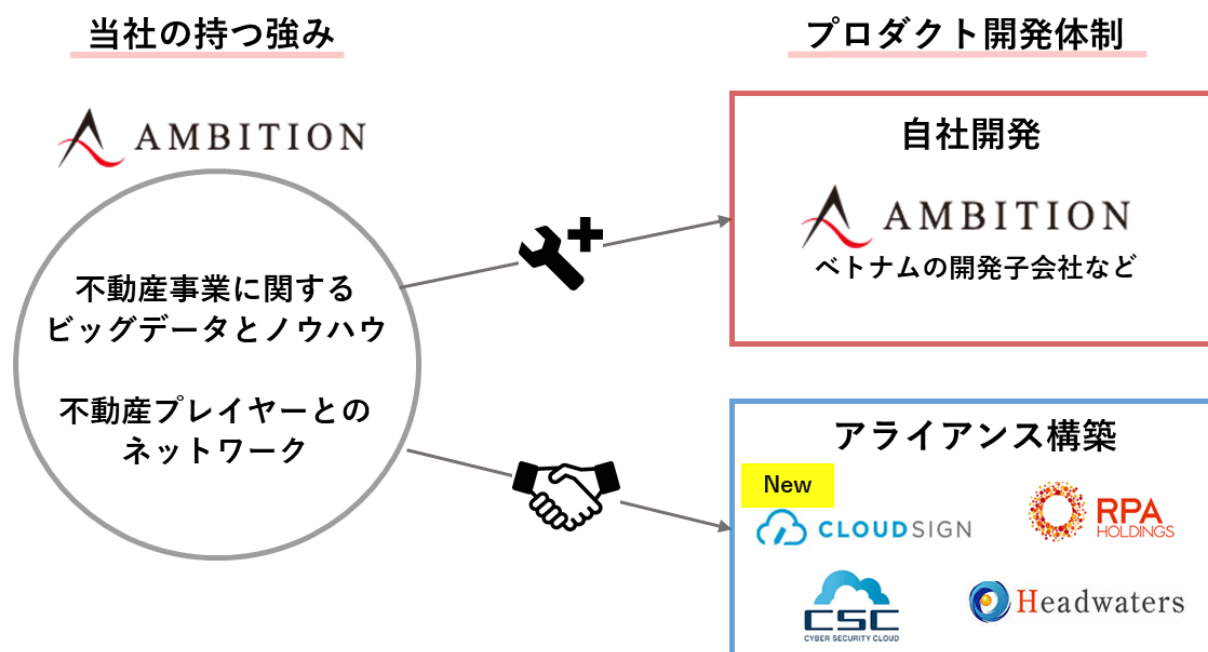 当社の持つ強み
AMBITION
不動産事業に関する
ビッグデータとノウハウ
不動産プレイヤーとの
ネットワーク
プロダクト開発体制
自社開発
AMBITION
ベトナムの開発子会社など
アライアンス構築
New
CLOUDSIGN
RPA
HOLDINGS
CSC
CYBER SECURITY CLOUD
Headwaters